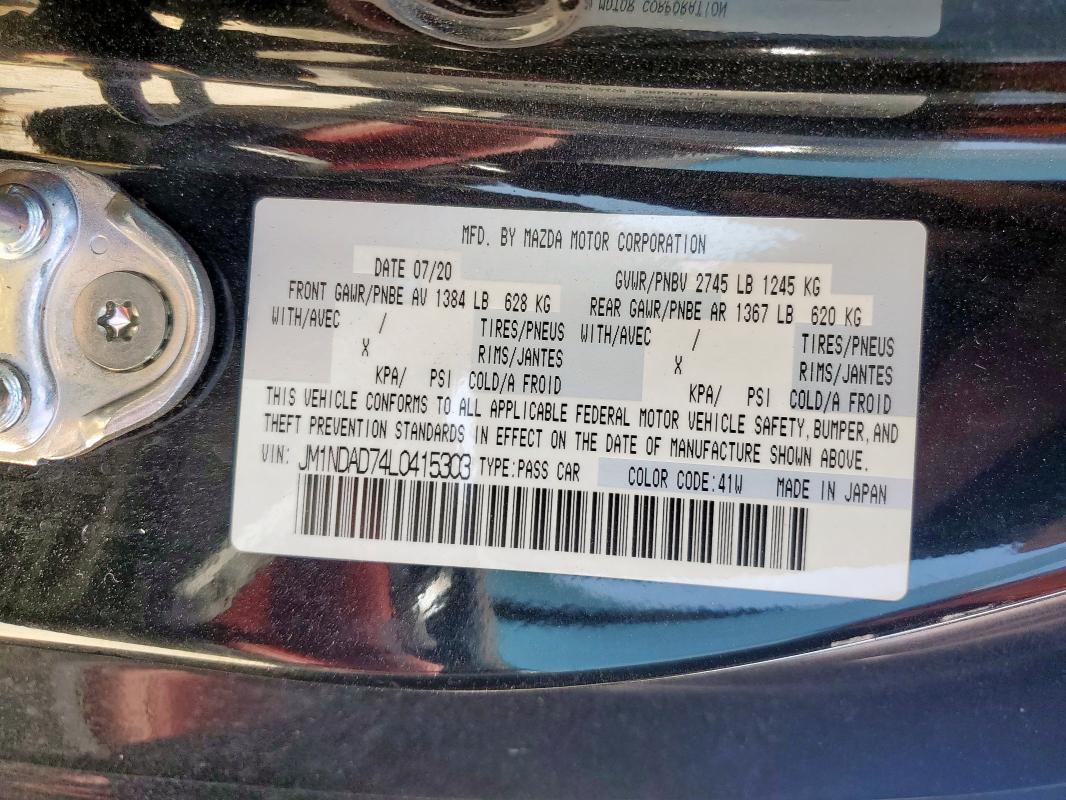 MOTOR CORPORATION
MFD. BY MAZDA MOTOR CORPORATION
DATE 07/20 GVWR/PNBV 2745 LB 1245 KG
FRONT GAWR/PNBE AV 1384 LB 628 KG REAR GAWR/PNBE AR 1367 LB 620 KG
WITH/AVEC / TIRES/PNEUS WITH/AVEC / TIRES/PNEUS
X RIMS/JANTES X RIMS/JANTES
KPA/ PSI COLD/A FROID KPA/ PSI COLD/A FROID
THIS VEHICLE CONFORMS TO ALL APPLICABLE FEDERAL MOTOR VEHICLE SAFETY, BUMPER, AND
THEFT PREVENTION STANDARDS IN EFFECT ON THE DATE OF MANUFACTURE SHOWN ABOVE.
VIN: JM1NDAD74L0415303 TYPE:PASS CAR COLOR CODE:41W MADE IN JAPAN